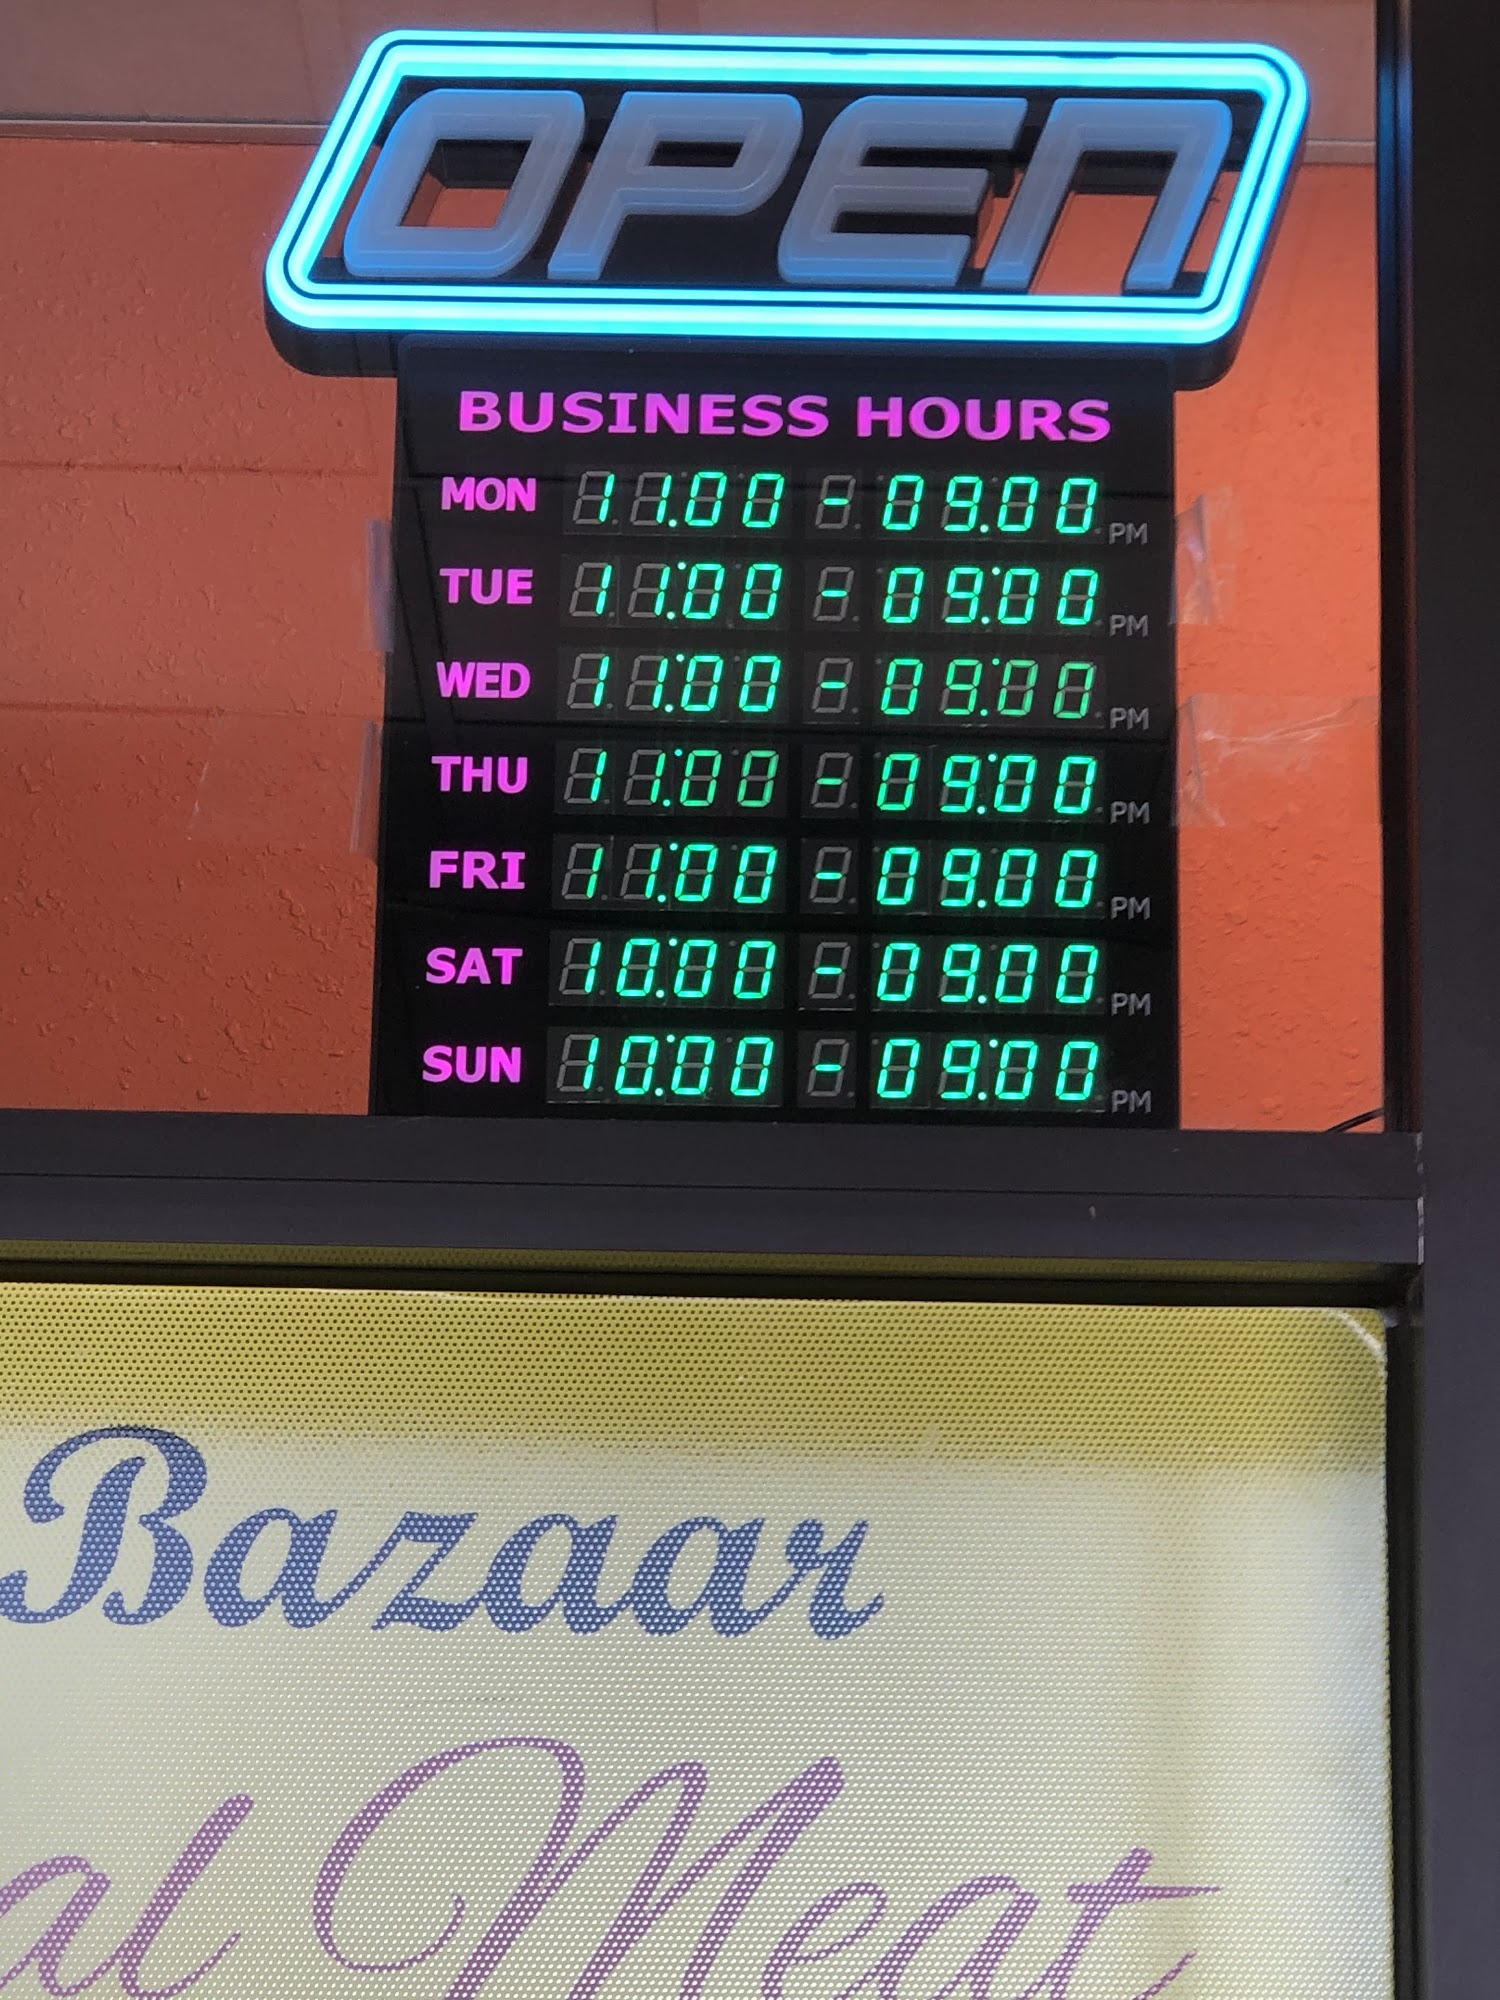 OPEN
BUSINESS HOURS
MON 11.00 - 09.00 PM
TUE 11:00 - 09:00 PM
WED 11:00 - 09:00 PM
THU 11:00 - 09:00 PM
FRI 11:00 - 09.00 PM
SAT 10:00 - 09.00 PM
SUN 10:00 - 09:00 PM
Bazaar
al Meat